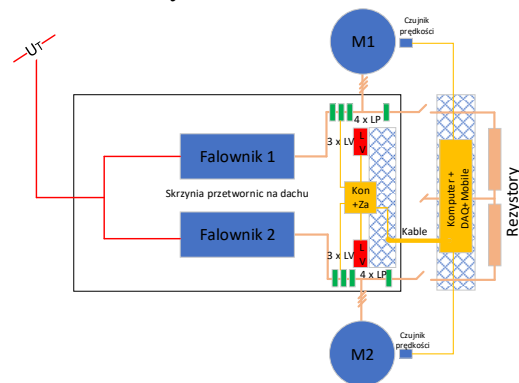 UT
M1
Czujnik
prędkości
4 x LP
3 x LV
L
V
Falownik 1
Skrzynia przetwornic na dachu
Kon
+Za
Komputer +
DAQ+Mobile
Rezystory
Kable
Falownik 2
3 x LV
L
V
4 x LP
M2
Czujnik
prędkości